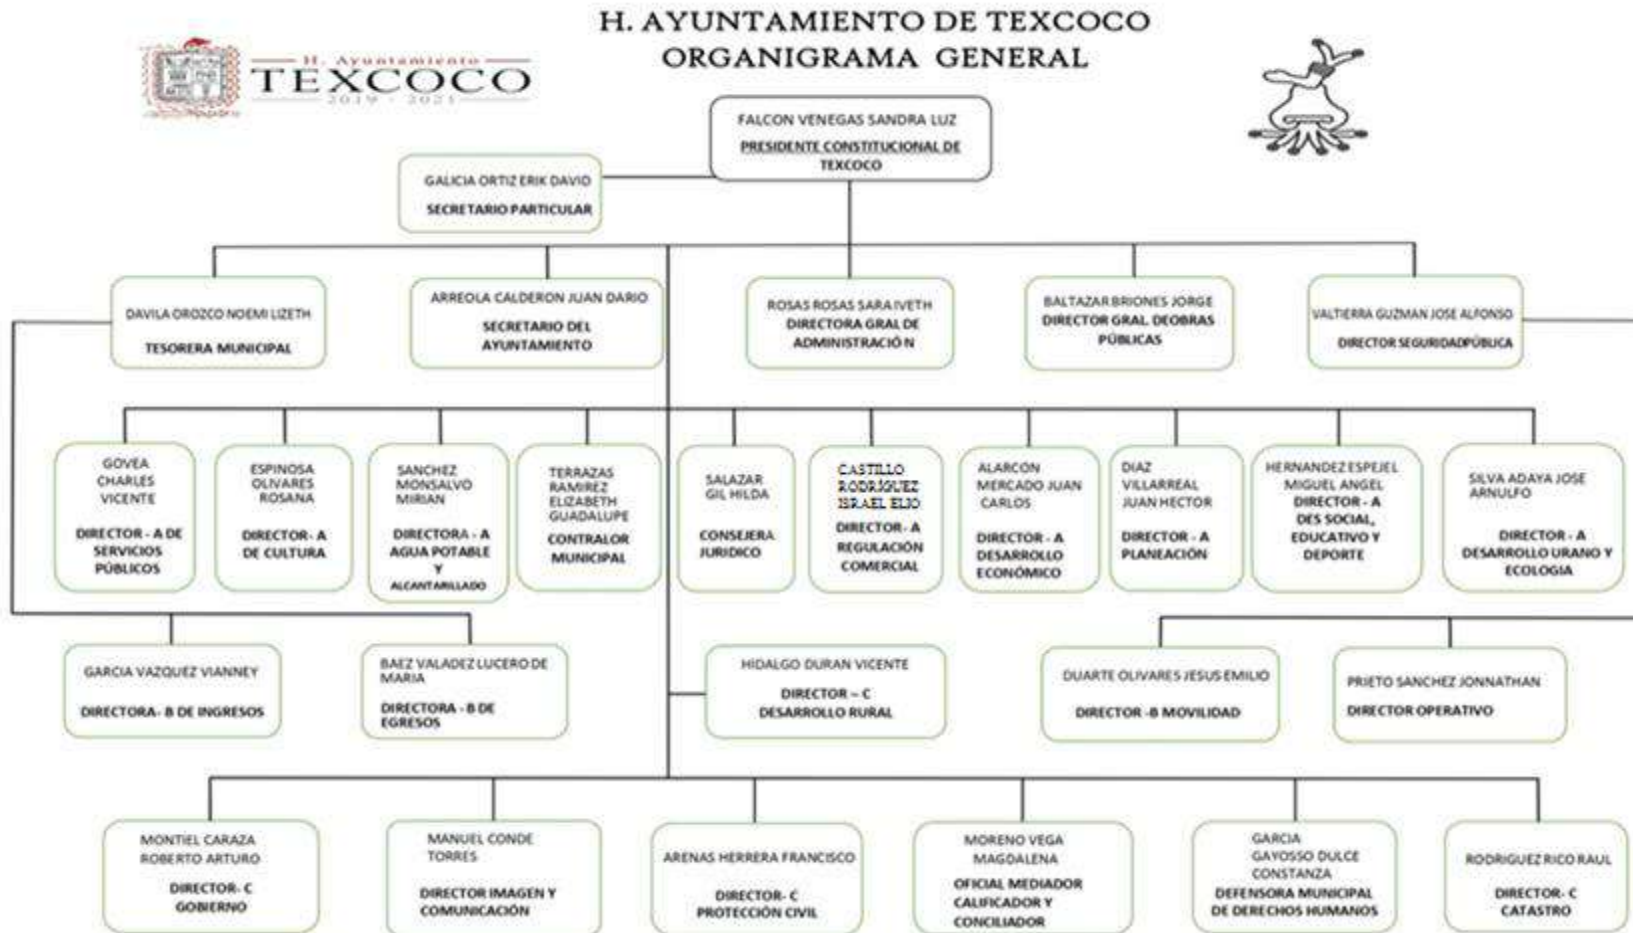 H. AYUNTAMIENTO DE TEXCOCO
ORGANIGRAMA GENERAL
H. Ayuntamiento
TEXCOCO
2019 - 2021
FALCON VENEGAS SANDRA LUZ
PRESIDENTE CONSTITUCIONAL DE
TEXCOCO
GALICIA ORTIZ ERIK DAVID
SECRETARIO PARTICULAR
DAVILA OROZCO NOEMI LIZETH
TESORERA MUNICIPAL
ARREOLA CALDERON JUAN DARIO
SECRETARIO DEL
AYUNTAMIENTO
ROSAS ROSAS SARA IVETH
DIRECTORA GRAL DE
ADMINISTRACIÓ N
BALTAZAR BRIONES JORGE
DIRECTOR GRAL. DEOBRAS
PÚBLICAS
VALTIERRA GUZMAN JOSE ALFONSO
DIRECTOR SEGURIDADPÚBLICA
GOVEA
CHARLES
VICENTE
DIRECTOR - A DE
SERVICIOS
PÚBLICOS
ESPINOSA
OLIVARES
ROSANA
DIRECTOR- A
DE CULTURA
SANCHEZ
MONSALVO
MIRIAN
DIRECTORA - A
AGUA POTABLE
Y
ALCANTARILLADO
TERRAZAS
RAMIREZ
ELIZABETH
GUADALUPE
CONTRALOR
MUNICIPAL
SALAZAR
GIL HILDA
CONSEJERA
JURIDICO
CASTILLO
RODRÍGUEZ
ISRAEL ELIO
DIRECTOR- A
REGULACIÓN
COMERCIAL
ALARCON
MERCADO JUAN
CARLOS
DIRECTOR - A
DESARROLLO
ECONÓMICO
DIAZ
VILLARREAL
JUAN HECTOR
DIRECTOR - A
PLANEACIÓN
HERNANDEZ ESPEJEL
MIGUEL ANGEL
DIRECTOR - A
DES SOCIAL,
EDUCATIVO Y
DEPORTE
SILVA ADAYA JOSE
ARNULFO
DIRECTOR - A
DESARROLLO URANO Y
ECOLOGIA
GARCIA VAZQUEZ VIANNEY
DIRECTORA- B DE INGRESOS
BAEZ VALADEZ LUCERO DE
MARIA
DIRECTORA - B DE
EGRESOS
HIDALGO DURAN VICENTE
DIRECTOR – C
DESARROLLO RURAL
DUARTE OLIVARES JESUS EMILIO
DIRECTOR -B MOVILIDAD
PRIETO SANCHEZ JONNATHAN
DIRECTOR OPERATIVO
MONTIEL CARAZA
ROBERTO ARTURO
DIRECTOR- C
GOBIERNO
MANUEL CONDE
TORRES
DIRECTOR IMAGEN Y
COMUNICACIÓN
ARENAS HERRERA FRANCISCO
DIRECTOR- C
PROTECCIÓN CIVIL
MORENO VEGA
MAGDALENA
OFICIAL MEDIADOR
CALIFICADOR Y
CONCILIADOR
GARCIA
GAYOSSO DULCE
CONSTANZA
DEFENSORA MUNICIPAL
DE DERECHOS HUMANOS
RODRIGUEZ RICO RAUL
DIRECTOR- C
CATASTRO